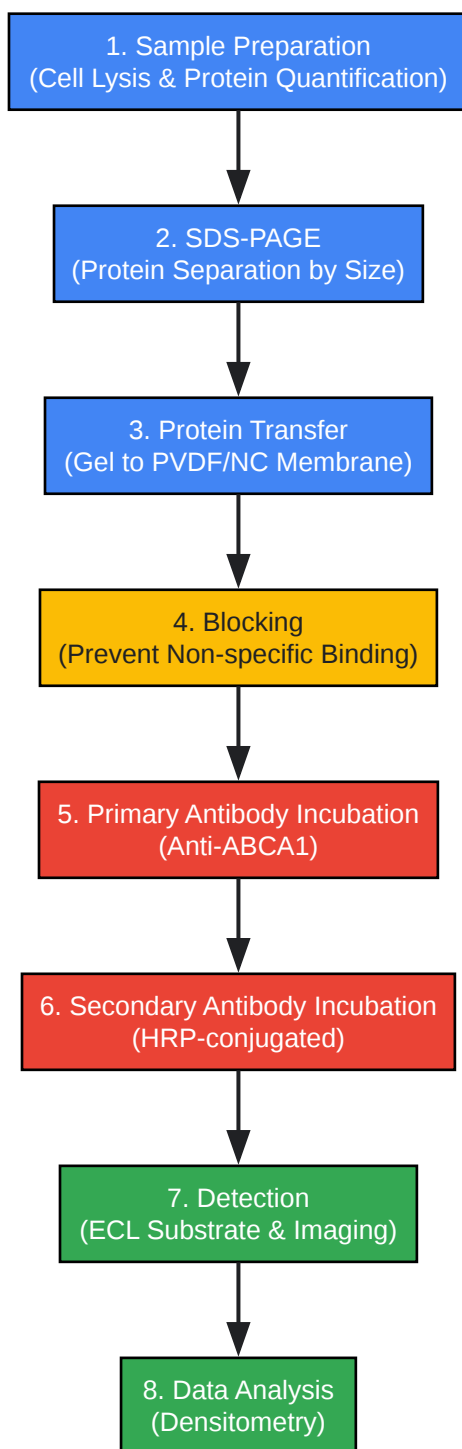 1. Sample Preparation
(Cell Lysis & Protein Quantification)
2. SDS-PAGE
(Protein Separation by Size)
3. Protein Transfer
(Gel to PVDF/NC Membrane)
4. Blocking
(Prevent Non-specific Binding)
5. Primary Antibody Incubation
(Anti-ABCA1)
6. Secondary Antibody Incubation
(HRP-conjugated)
7. Detection
(ECL Substrate & Imaging)
8. Data Analysis
(Densitometry)